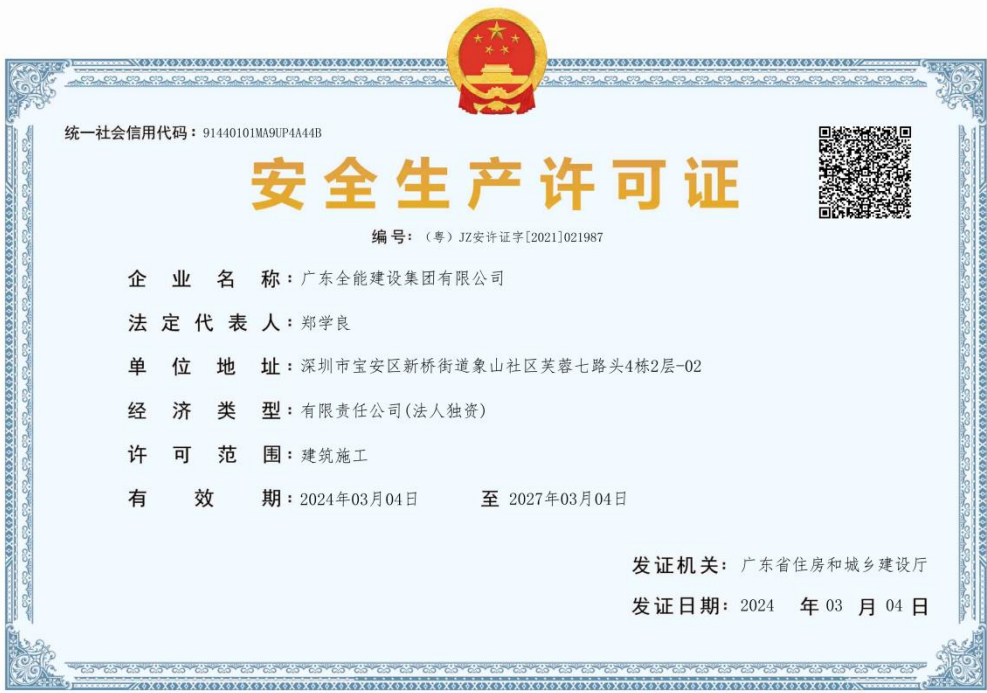 统一社会信用代码：91440101MA9UP4A44B
安全生产许可证
编号：（粤）JZ安许证字[2021]021987
企业名称：广东全能建设集团有限公司
法定代表人：郑学良
单位地址：深圳市宝安区新桥街道象山社区芙蓉七路头4栋2层-02
经济类型：有限责任公司(法人独资)
许可范围：建筑施工
有效期：2024年03月04日 至 2027年03月04日
发证机关：广东省住房和城乡建设厅
发证日期：2024 年 03 月 04 日